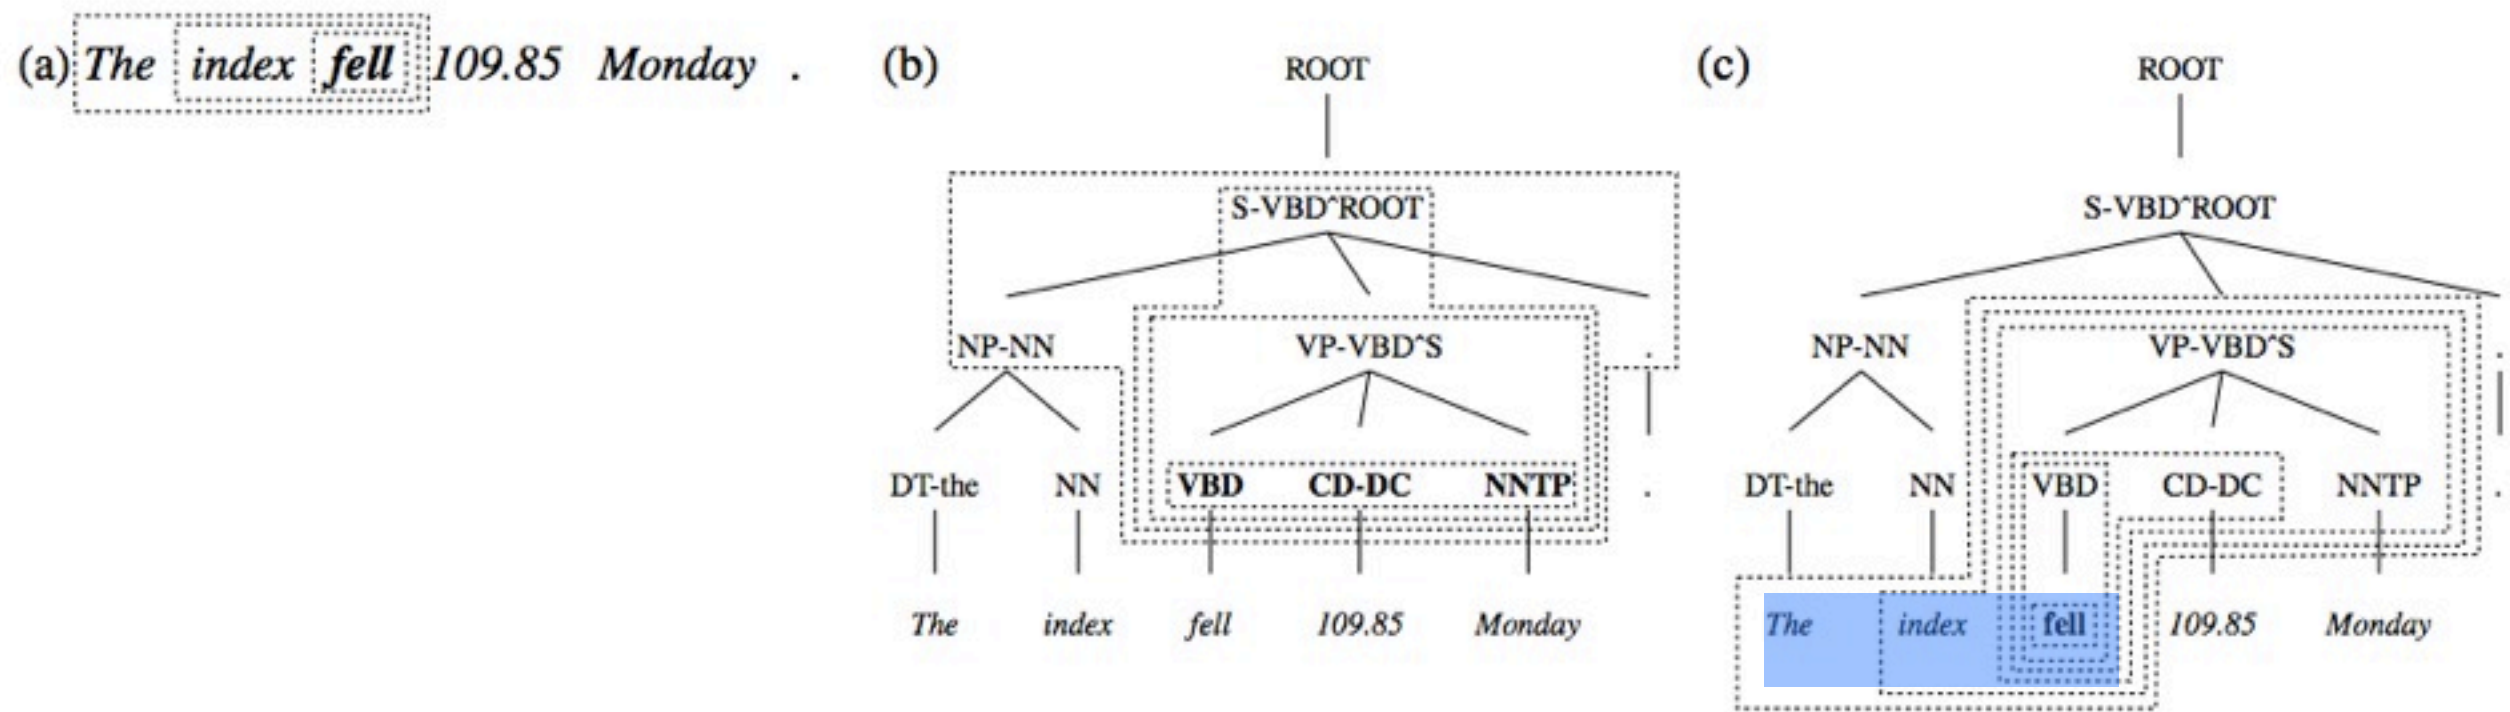 (a) The index fell 109.85 Monday .
(b)
ROOT
S-VBD^ROOT
NP-NN VP-VBD^S .
DT-the NN VBD CD-DC NNTP .
The index fell 109.85 Monday
(c)
ROOT
S-VBD^ROOT
NP-NN VP-VBD^S .
DT-the NN VBD CD-DC NNTP .
The index fell 109.85 Monday